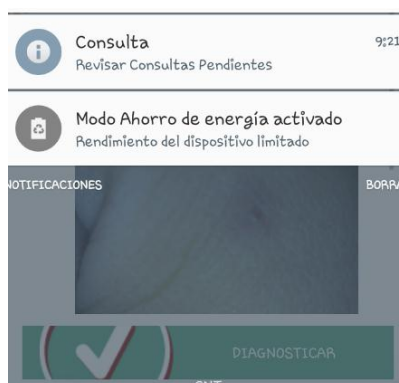 Consulta
9:21
Revisar Consultas Pendientes
Modo Ahorro de energía activado
Rendimiento del dispositivo limitado
NOTIFICACIONES
DIAGNOSTICAR